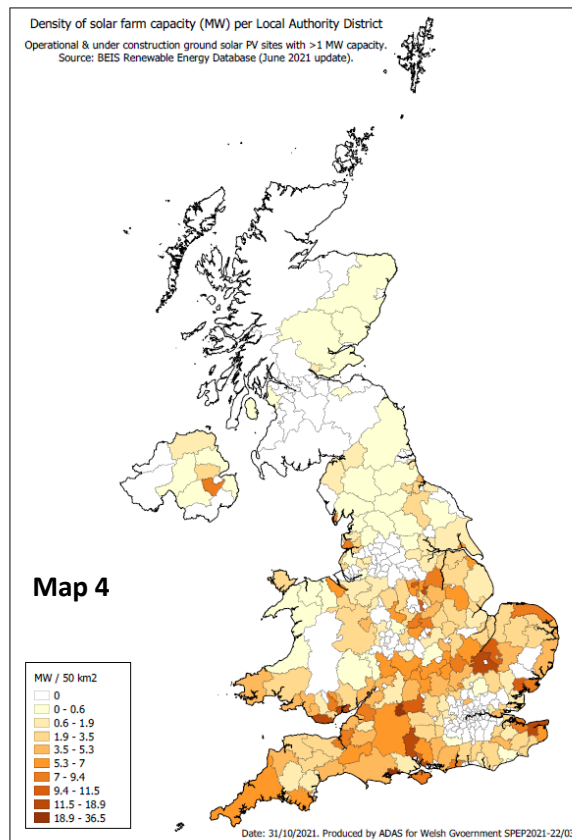 Density of solar farm capacity (MW) per Local Authority District
Operational & under construction ground solar PV sites with >1 MW capacity.
Source: BEIS Renewable Energy Database (June 2021 update).
Map 4
MW / 50 km2
0
0 - 0.6
0.6 - 1.9
1.9 - 3.5
3.5 - 5.3
5.3 - 7
7 - 9.4
9.4 - 11.5
11.5 - 18.9
18.9 - 36.5
Date: 31/10/2021. Produced by ADAS for Welsh Gvoernment SPEP2021-22/03